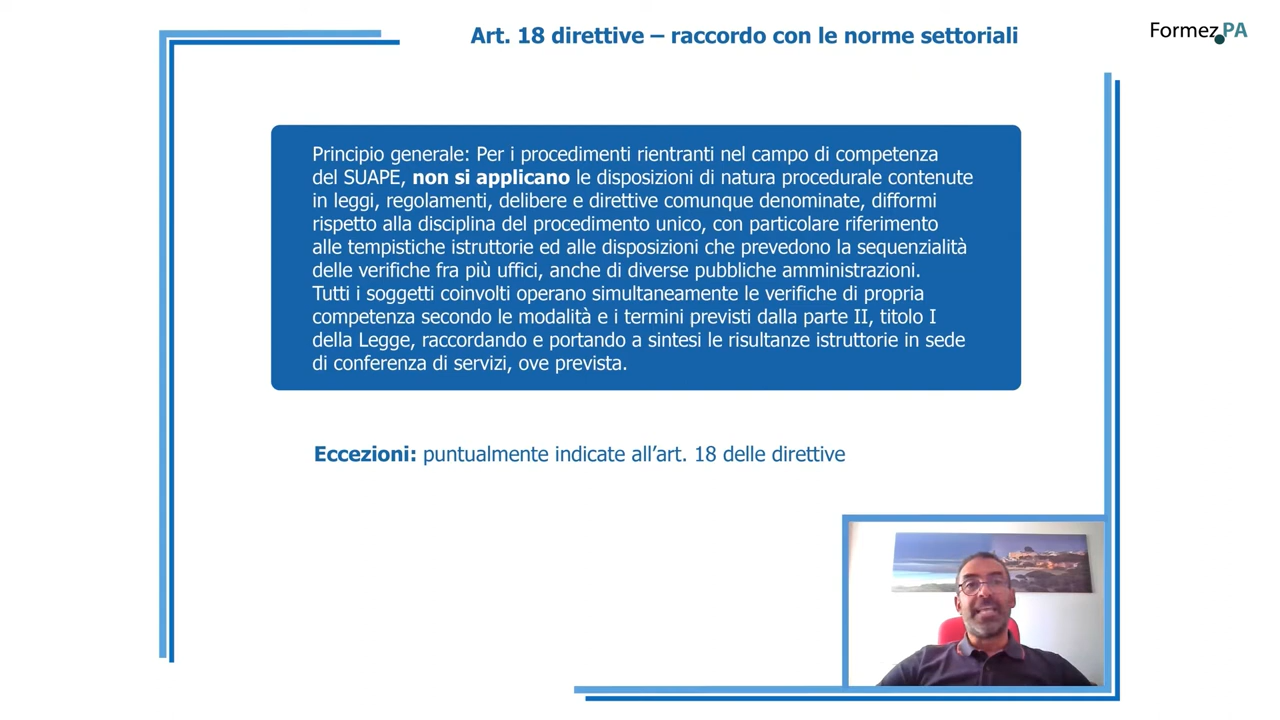 Art. 18 direttive – raccordo con le norme settoriali
Formez.PA
Principio generale: Per i procedimenti rientranti nel campo di competenza
del SUAPE, non si applicano le disposizioni di natura procedurale contenute
in leggi, regolamenti, delibere e direttive comunque denominate, difformi
rispetto alla disciplina del procedimento unico, con particolare riferimento
alle tempistiche istruttorie ed alle disposizioni che prevedono la sequenzialità
delle verifiche fra più uffici, anche di diverse pubbliche amministrazioni.
Tutti i soggetti coinvolti operano simultaneamente le verifiche di propria
competenza secondo le modalità e i termini previsti dalla parte II, titolo I
della Legge, raccordando e portando a sintesi le risultanze istruttorie in sede
di conferenza di servizi, ove prevista.
Eccezioni: puntualmente indicate all’art. 18 delle direttive